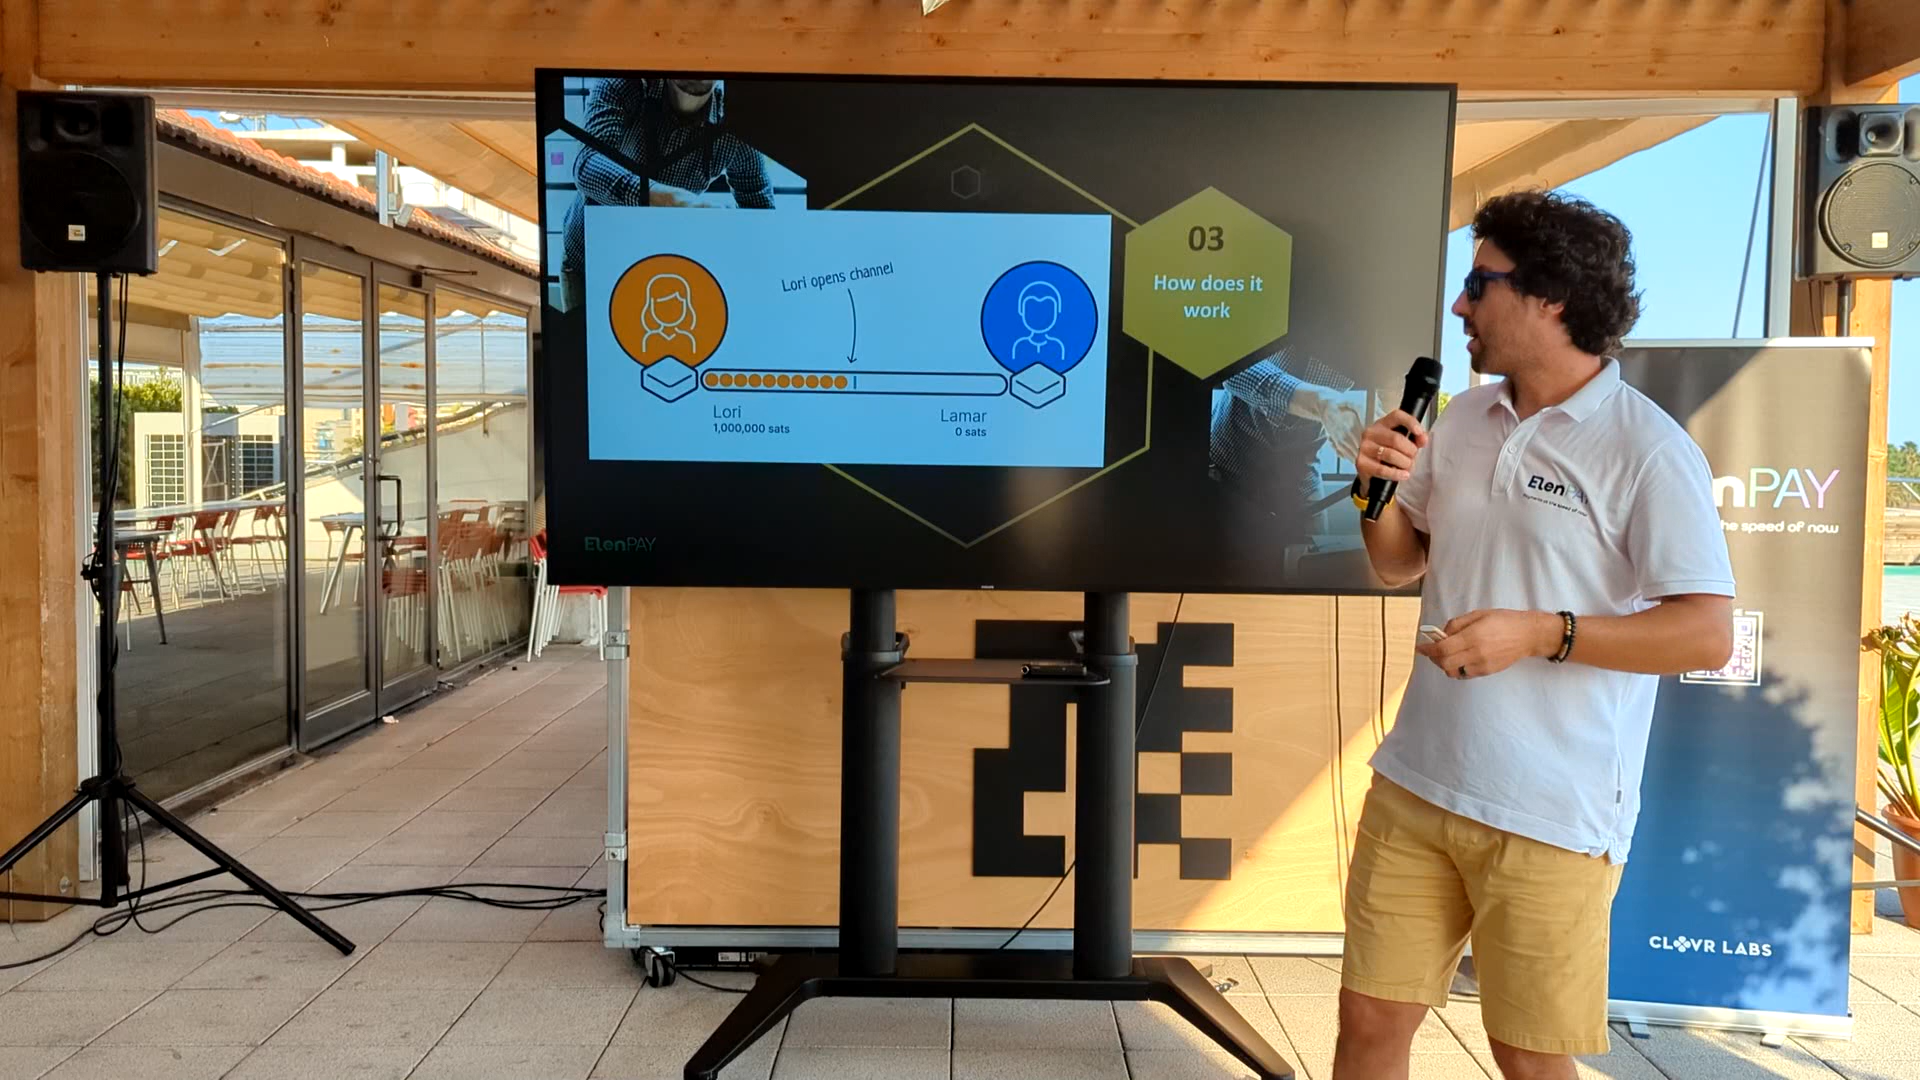 Lori opens channel
Lori
1,000,000 sats
Lamar
0 sats
03
How does it
work
ElenPAY
ElenPAY
nPAY
he speed of now
CLOVR LABS